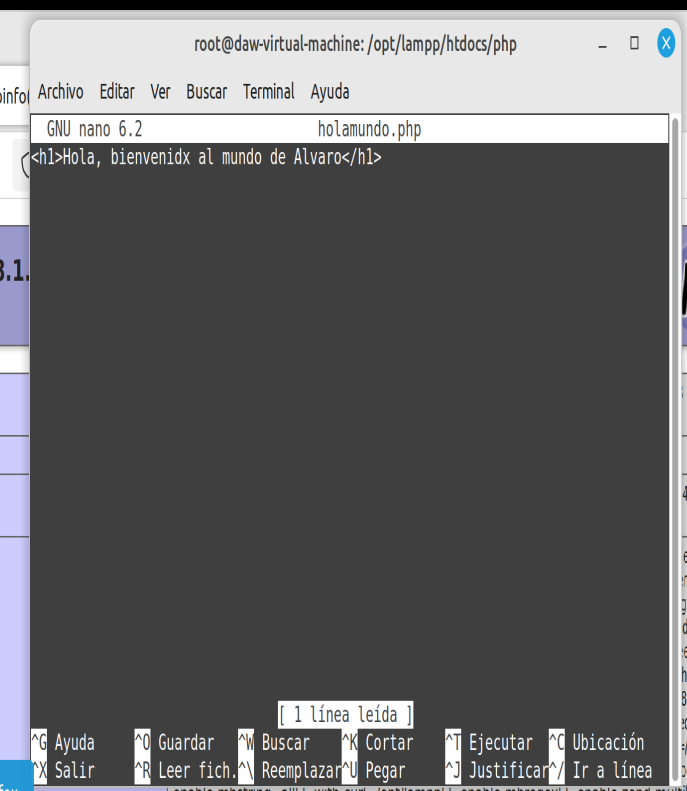 root@daw-virtual-machine: /opt/lampp/htdocs/php
Archivo Editar Ver Buscar Terminal Ayuda
GNU nano 6.2 holamundo.php
<h1>Hola, bienvenidx al mundo de Alvaro</h1>
3.1.
[ 1 línea leída ]
^G Ayuda ^O Guardar ^W Buscar ^K Cortar ^T Ejecutar ^C Ubicación
^X Salir ^R Leer fich. ^\ Reemplazar ^U Pegar ^J Justificar ^/ Ir a línea